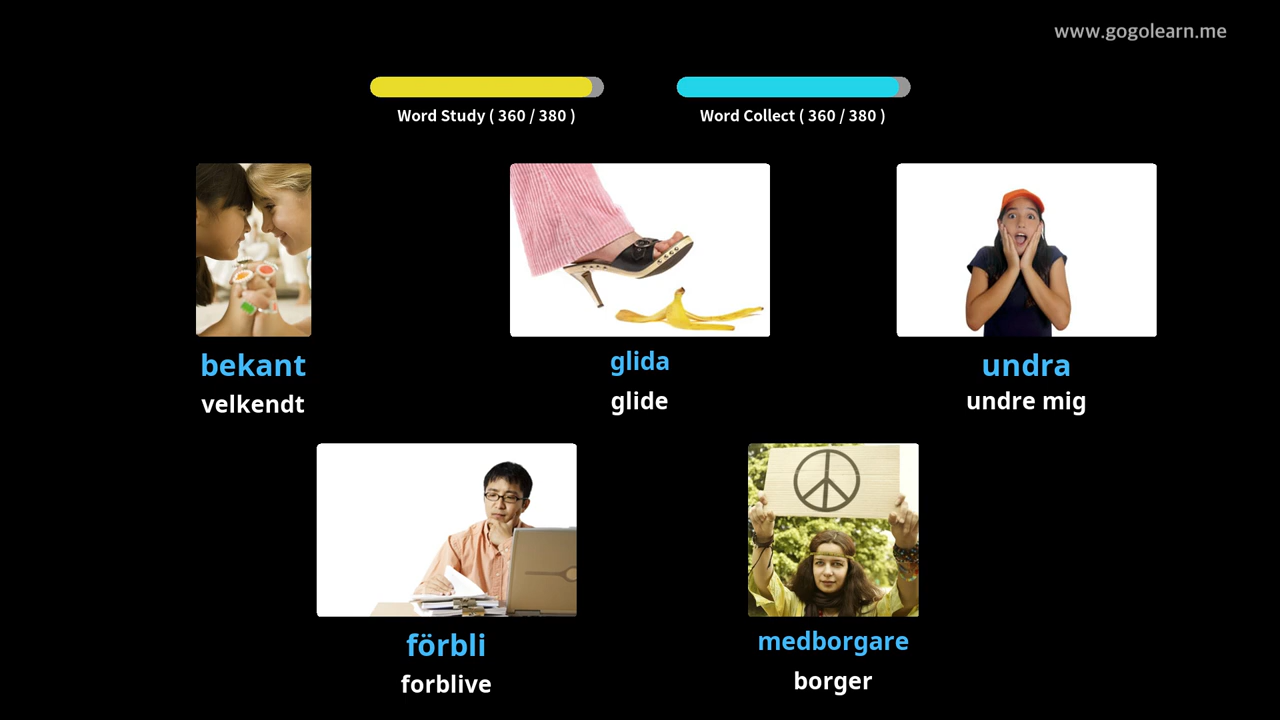 www.gogolearn.me
Word Study ( 360 / 380 )
Word Collect ( 360 / 380 )
bekant
velkendt
glida
glide
undra
undre mig
förbli
forblive
medborgare
borger